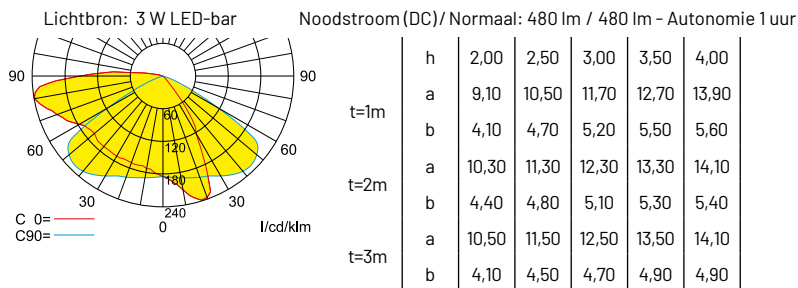 Lichtbron: 3 W LED-bar
Noodstroom (DC) / Normaal: 480 lm / 480 lm - Autonomie 1 uur
90 90
60 60
30 30
0
60
120
180
240
C 0=
C90=
l/cd/klm
h 2,00 2,50 3,00 3,50 4,00
t=1m
a 9,10 10,50 11,70 12,70 13,90
b 4,10 4,70 5,20 5,50 5,60
t=2m
a 10,30 11,30 12,30 13,30 14,10
b 4,40 4,80 5,10 5,30 5,40
t=3m
a 10,50 11,50 12,50 13,50 14,10
b 4,10 4,50 4,70 4,90 4,90